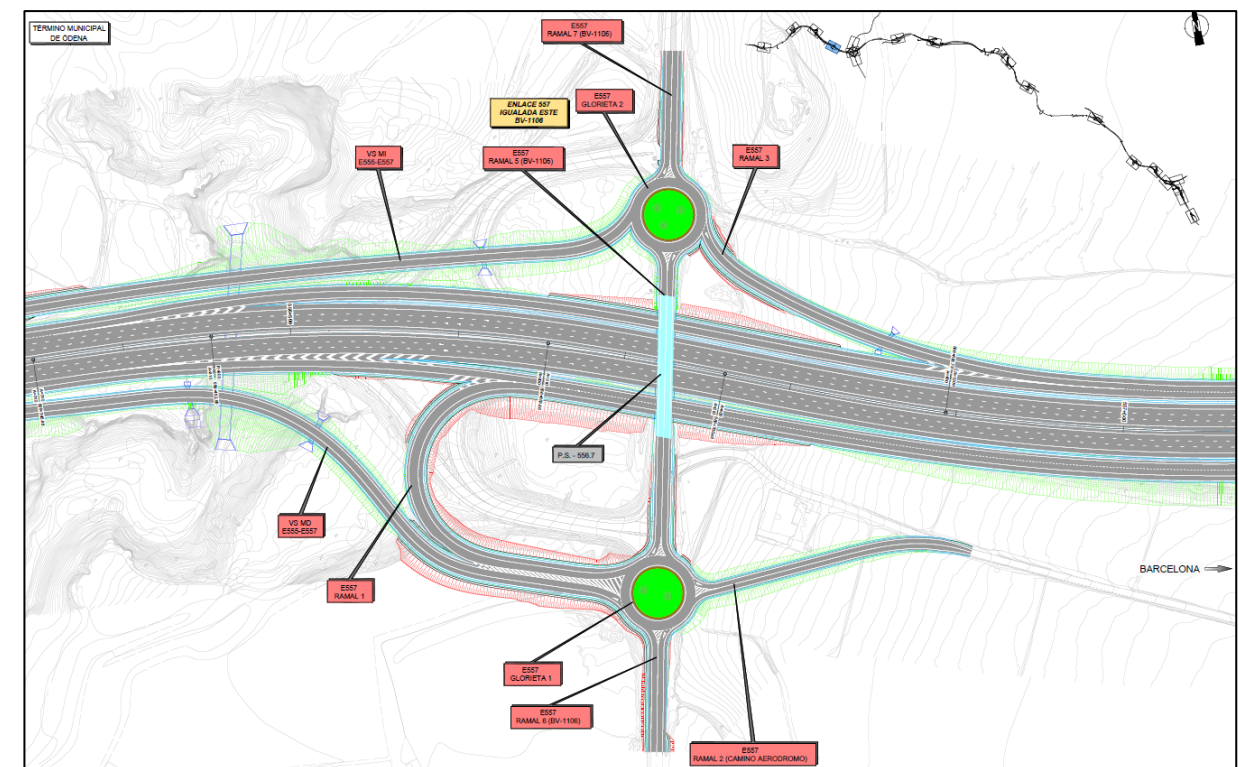 TÉRMINO MUNICIPAL
DE ÒDENA
E557
RAMAL 7 (BV-1106)
ENLACE 557
IGUALADA ESTE
BV-1106
E557
GLORIETA 2
VS MI
E555-E557
E557
RAMAL 5 (BV-1106)
E557
RAMAL 3
P.S. - 556.7
VS MD
E555-E557
E557
RAMAL 1
BARCELONA
E557
GLORIETA 1
E557
RAMAL 6 (BV-1106)
E557
RAMAL 2 (CAMINO AERODROMO)